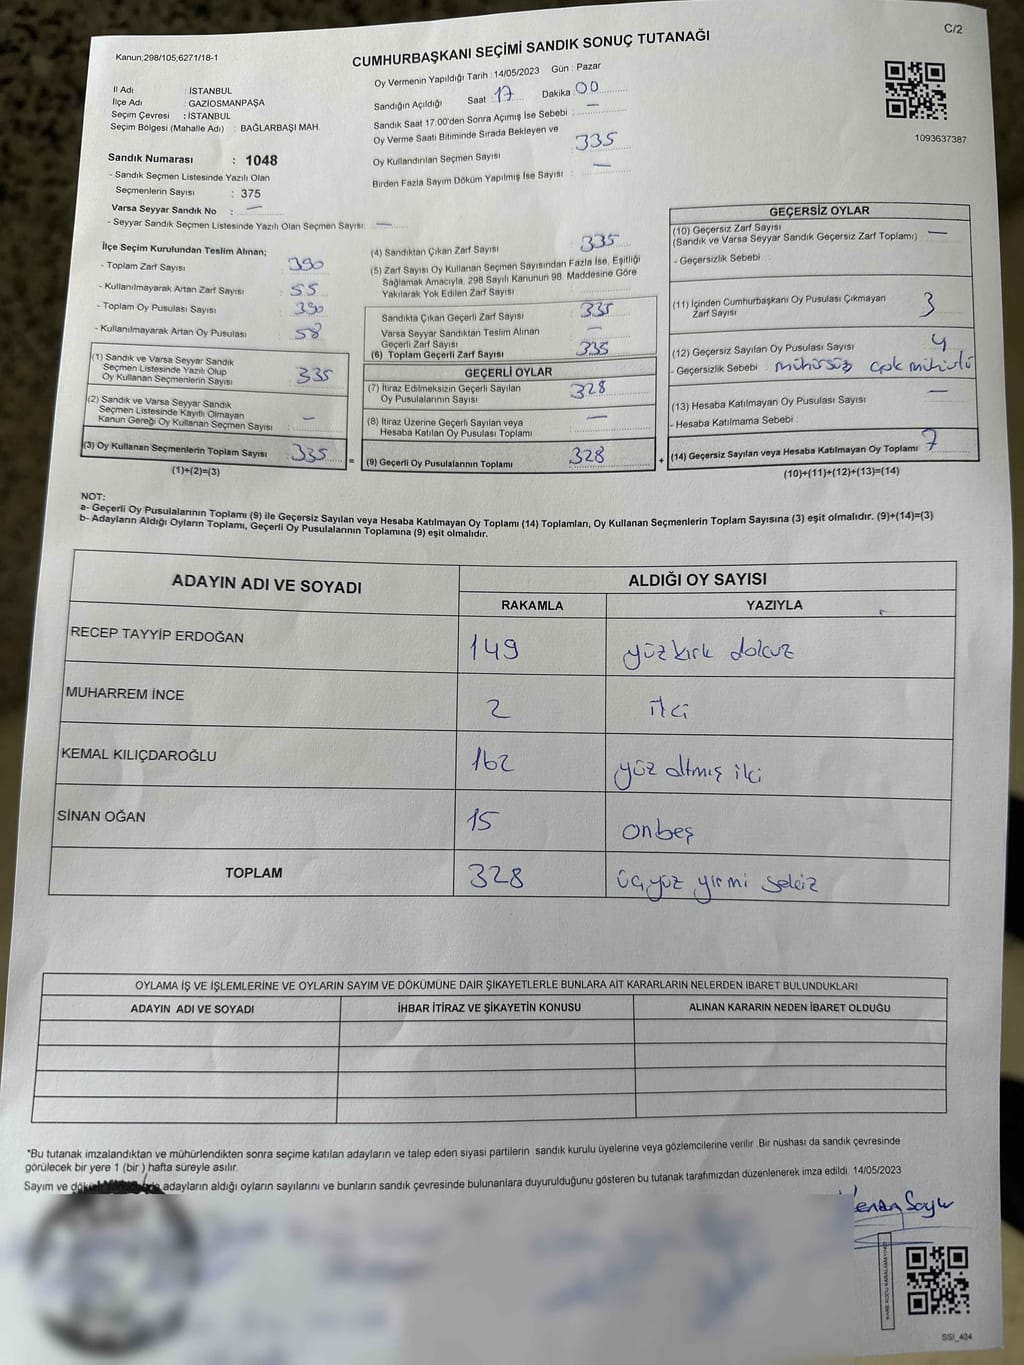 C/2
Kanun;298/105,6271/18-1
CUMHURBAŞKANI SEÇİMİ SANDIK SONUÇ TUTANAĞI
Oy Vermenin Yapıldığı Tarih : 14/05/2023 Gün : Pazar
İl Adı : İSTANBUL
İlçe Adı : GAZİOSMANPAŞA
Seçim Çevresi : İSTANBUL
Seçim Bölgesi (Mahalle Adı) : BAĞLARBAŞI MAH.
Sandığın Açıldığı Saat : 17 Dakika : 00
Sandık Saat 17.00'den Sonra Açımış İse Sebebi : —
Oy Verme Saati Bitiminde Sırada Bekleyen ve
Oy Kullandırılan Seçmen Sayısı 335
Birden Fazla Sayım Döküm Yapılmış İse Sayısı : —
1093637387
Sandık Numarası : 1048
- Sandık Seçmen Listesinde Yazılı Olan
Seçmenlerin Sayısı : 375
Varsa Seyyar Sandık No : —
- Seyyar Sandık Seçmen Listesinde Yazılı Olan Seçmen Sayısı: —
İlçe Seçim Kurulundan Teslim Alınan;
- Toplam Zarf Sayısı 390
- Kullanılmayarak Artan Zarf Sayısı 55
- Toplam Oy Pusulası Sayısı 390
- Kullanılmayarak Artan Oy Pusulası 58
(1) Sandık ve Varsa Seyyar Sandık
Seçmen Listesinde Yazılı Olup
Oy Kullanan Seçmenlerin Sayısı 335
(2) Sandık ve Varsa Seyyar Sandık
Seçmen Listesinde Kayıtlı Olmayan
Kanun Gereği Oy Kullanan Seçmen Sayısı : —
(3) Oy Kullanan Seçmenlerin Toplam Sayısı 335
(1)+(2)=(3)
(4) Sandıktan Çıkan Zarf Sayısı 335
(5) Zarf Sayısı Oy Kullanan Seçmen Sayısından Fazla İse, Eşitliği
Sağlamak Amacıyla, 298 Sayılı Kanunun 98. Maddesine Göre
Yakılarak Yok Edilen Zarf Sayısı :
Sandıkta Çıkan Geçerli Zarf Sayısı 335
Varsa Seyyar Sandıktan Teslim Alınan
Geçerli Zarf Sayısı —
(6) Toplam Geçerli Zarf Sayısı 335
GEÇERLİ OYLAR
(7) İtiraz Edilmeksizin Geçerli Sayılan
Oy Pusulalarının Sayısı 328
(8) İtiraz Üzerine Geçerli Sayılan veya
Hesaba Katılan Oy Pusulası Toplamı —
=
(9) Geçerli Oy Pusulalarının Toplamı 328
GEÇERSİZ OYLAR
(10) Geçersiz Zarf Sayısı
(Sandık ve Varsa Seyyar Sandık Geçersiz Zarf Toplamı) —
- Geçersizlik Sebebi :
(11) İçinden Cumhurbaşkanı Oy Pusulası Çıkmayan
Zarf Sayısı 3
(12) Geçersiz Sayılan Oy Pusulası Sayısı 4
- Geçersizlik Sebebi : mühürsüz çok mühürlü
(13) Hesaba Katılmayan Oy Pusulası Sayısı —
- Hesaba Katılmama Sebebi :
+ (14) Geçersiz Sayılan veya Hesaba Katılmayan Oy Toplamı 7
(10)+(11)+(12)+(13)=(14)
NOT:
a- Geçerli Oy Pusulalarının Toplamı (9) ile Geçersiz Sayılan veya Hesaba Katılmayan Oy Toplamı (14) Toplamları, Oy Kullanan Seçmenlerin Toplam Sayısına (3) eşit olmalıdır. (9)+(14)=(3)
b- Adayların Aldığı Oyların Toplamı, Geçerli Oy Pusulalarının Toplamına (9) eşit olmalıdır.
ADAYIN ADI VE SOYADI ALDIĞI OY SAYISI
RAKAMLA YAZIYLA
RECEP TAYYİP ERDOĞAN 149 yüzkırk dokuz
MUHARREM İNCE 2 iki
KEMAL KILIÇDAROĞLU 162 yüz altmış iki
SİNAN OĞAN 15 onbeş
TOPLAM 328 üçyüz yirmi sekiz
OYLAMA İŞ VE İŞLEMLERİNE VE OYLARIN SAYIM VE DÖKÜMÜNE DAİR ŞİKAYETLERLE BUNLARA AİT KARARLARIN NELERDEN İBARET BULUNDUKLARI
ADAYIN ADI VE SOYADI İHBAR İTİRAZ VE ŞİKAYETİN KONUSU ALINAN KARARIN NEDEN İBARET OLDUĞU
*Bu tutanak imzalandıktan ve mühürlendikten sonra seçime katılan adayların ve talep eden siyasi partilerin sandık kurulu üyelerine veya gözlemcilerine verilir. Bir nüshası da sandık çevresinde
görülecek bir yere 1 (bir ) hafta süreyle asılır.
Sayım ve adayların aldığı oyların sayılarını ve bunların sandık çevresinde bulunanlara duyurulduğunu gösteren bu tutanak tarafımızdan düzenlenerek imza edildi. 14/05/2023
SSI_404